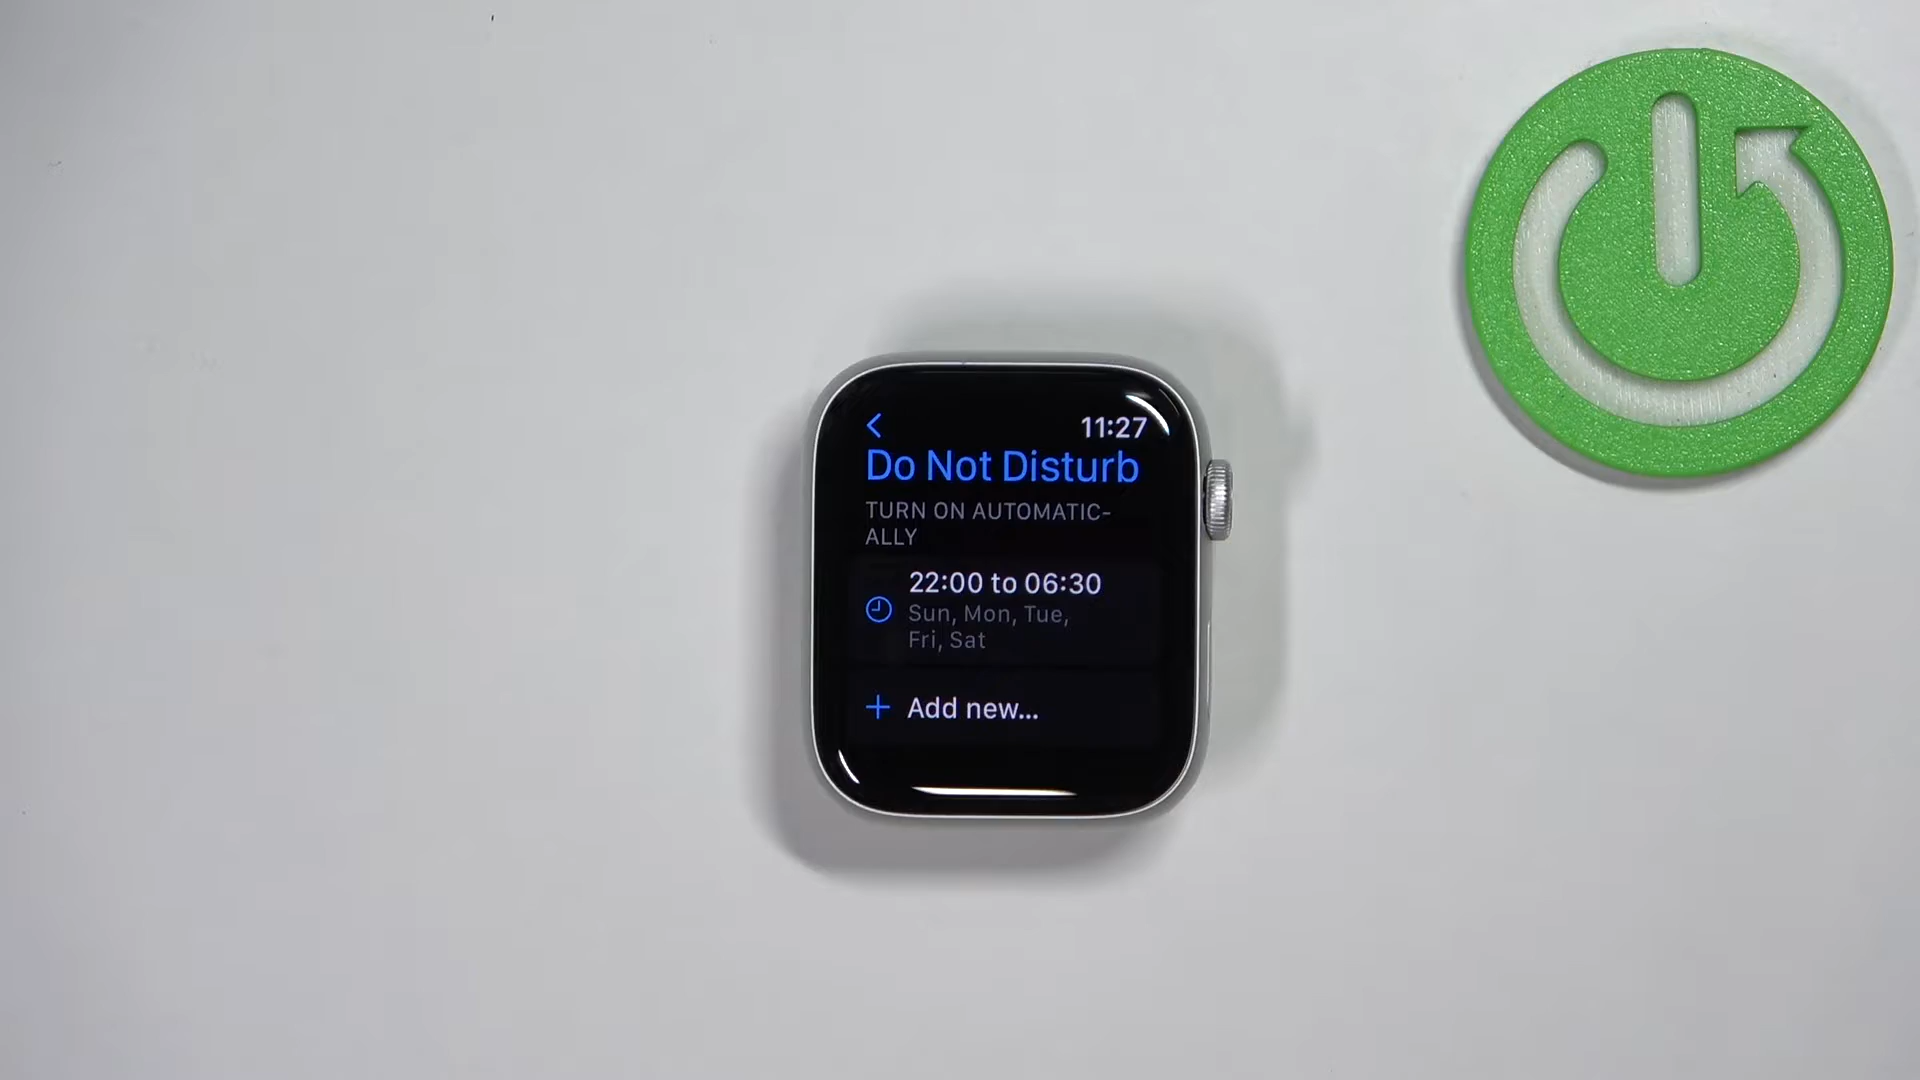 11:27
Do Not Disturb
TURN ON AUTOMATIC-
ALLY
22:00 to 06:30
Sun, Mon, Tue,
Fri, Sat
+ Add new...